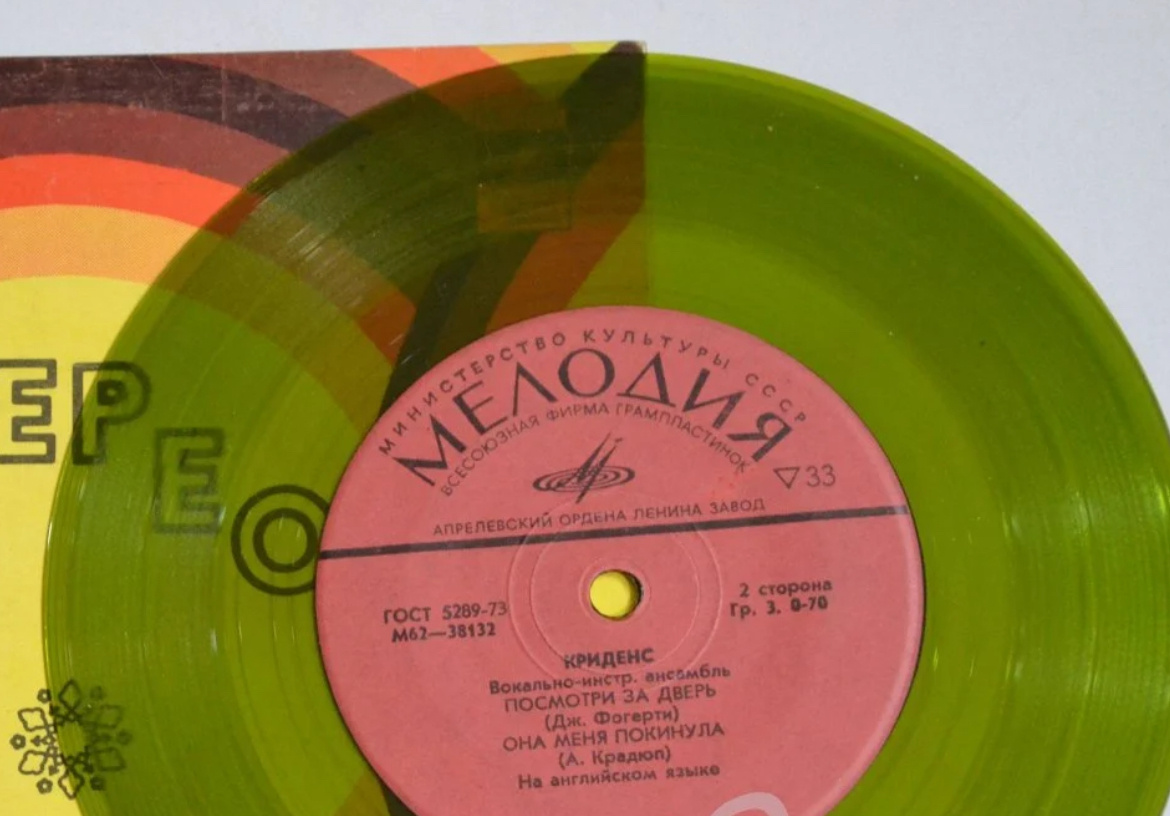 МИНИСТЕРСТВО КУЛЬТУРЫ СССР
МЕЛОДИЯ
ВСЕСОЮЗНАЯ ФИРМА ГРАМПЛАСТИНОК
33
АПРЕЛЕВСКИЙ ОРДЕНА ЛЕНИНА ЗАВОД
ЕР
Е
О
ГОСТ 5289-73
М62—38132
2 сторона
Гр. 3. 0-70
КРИДЕНС
Вокально-инстр. ансамбль
ПОСМОТРИ ЗА ДВЕРЬ
(Дж. Фогерти)
ОНА МЕНЯ ПОКИНУЛА
(А. Крадюп)
На английском языке